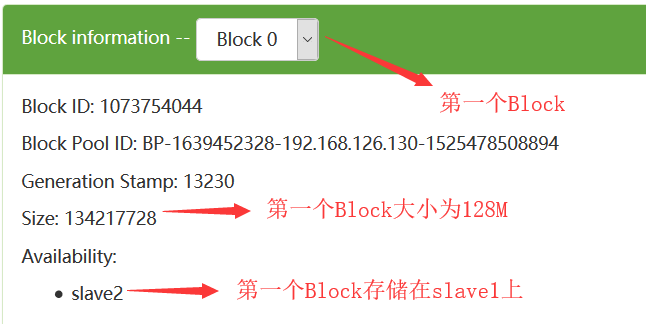 Block information -- Block 0
第一个Block
Block ID: 1073754044
Block Pool ID: BP-1639452328-192.168.126.130-1525478508894
Generation Stamp: 13230
Size: 134217728 第一个Block大小为128M
Availability:
• slave2 第一个Block存储在slave1上